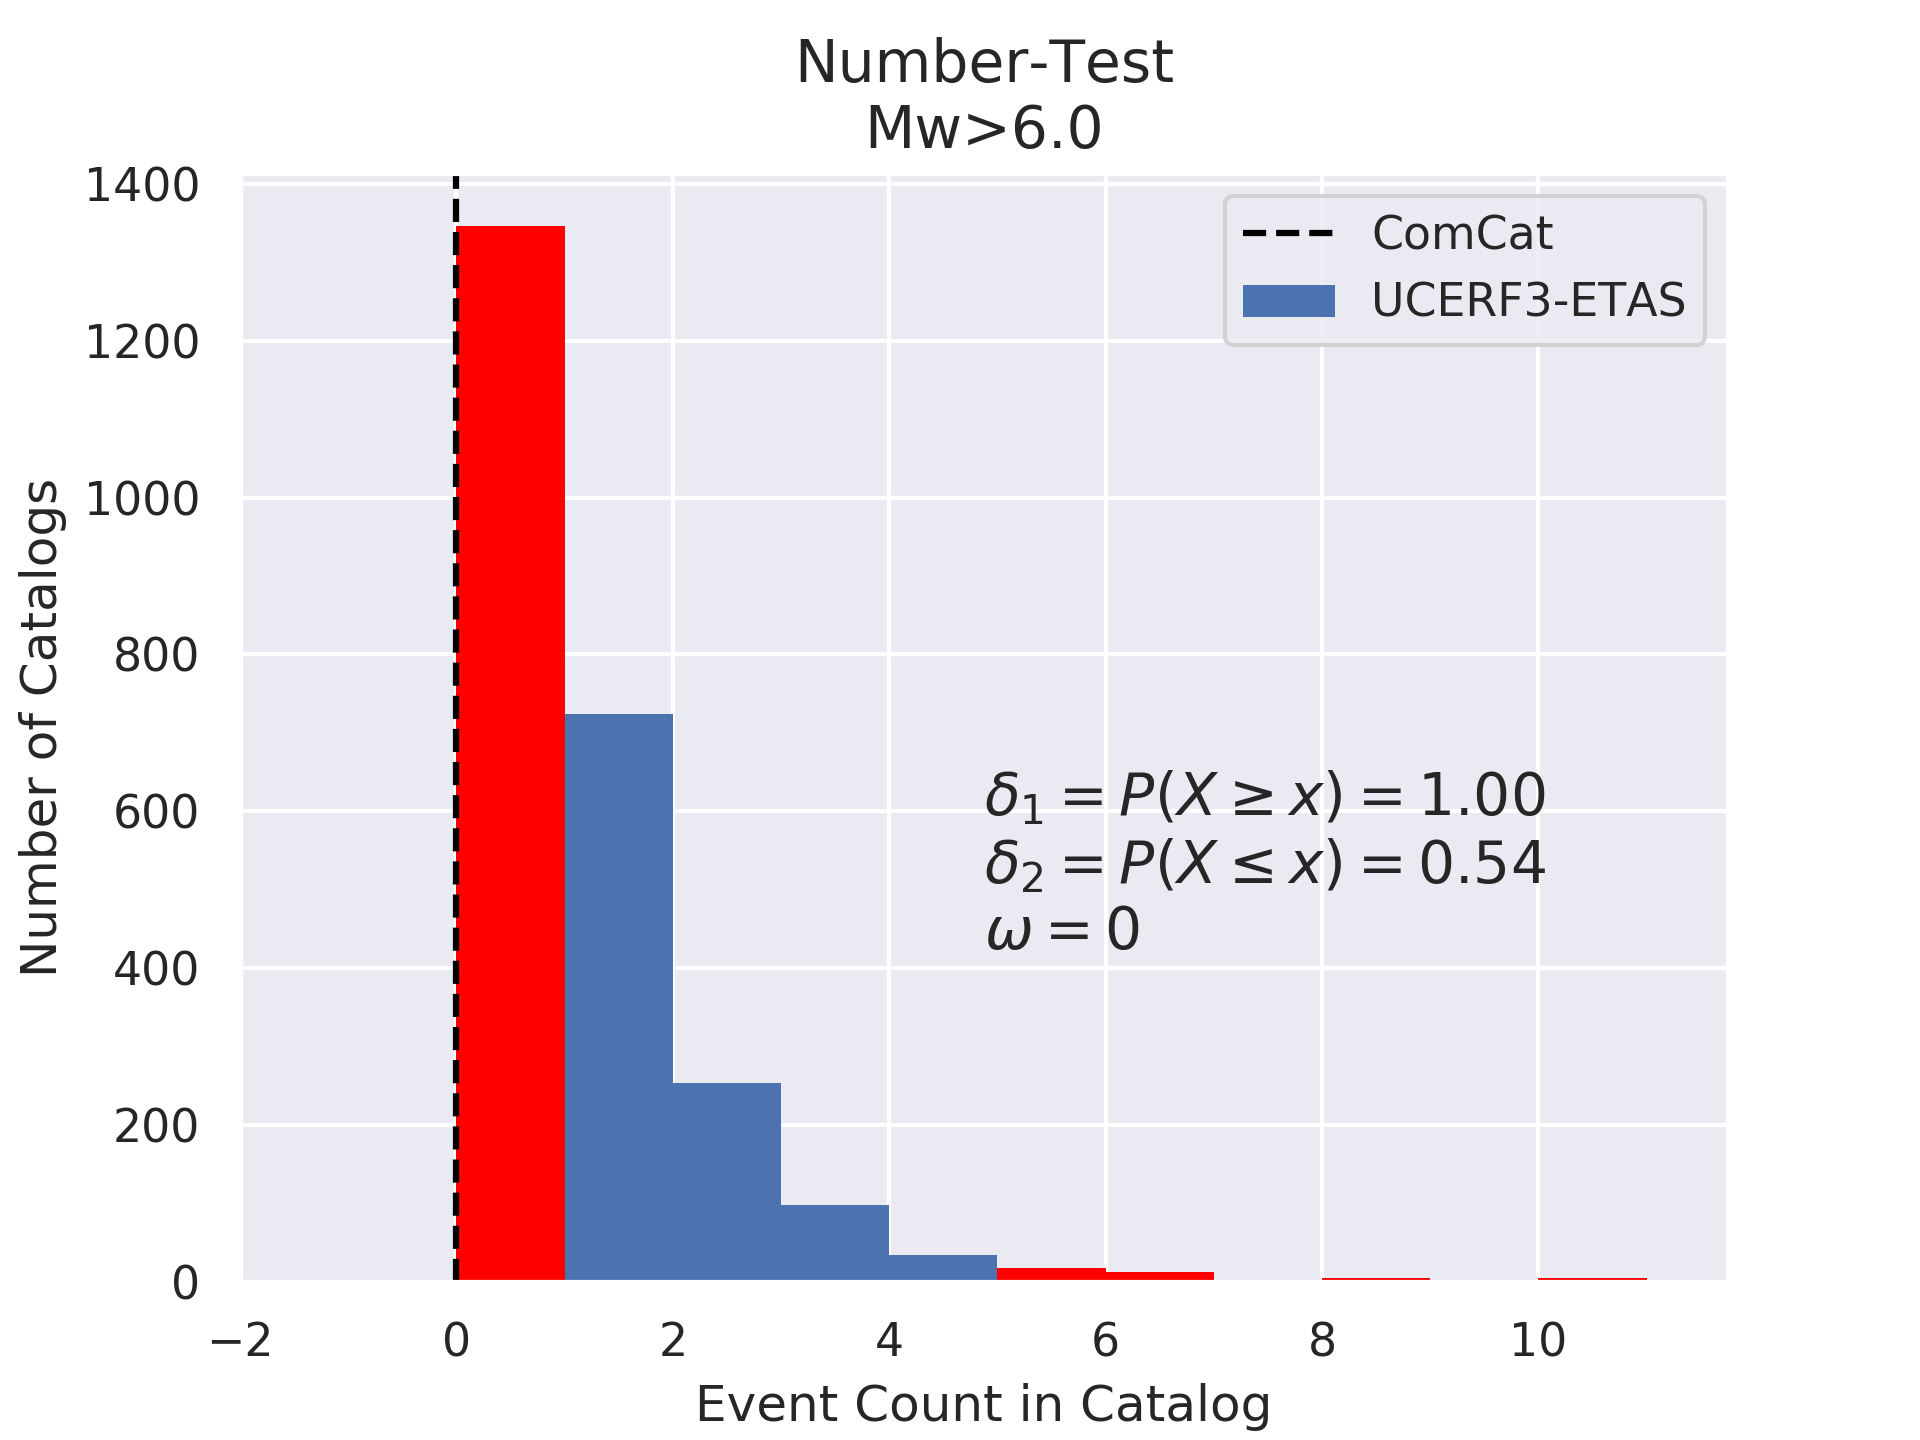 Number-Test
Mw>6.0
1400
1200
1000
800
600
400
200
0
Number of Catalogs
ComCat
UCERF3-ETAS
δ₁ = P(X ≥ x) = 1.00
δ₂ = P(X ≤ x) = 0.54
ω = 0
−2 0 2 4 6 8 10
Event Count in Catalog